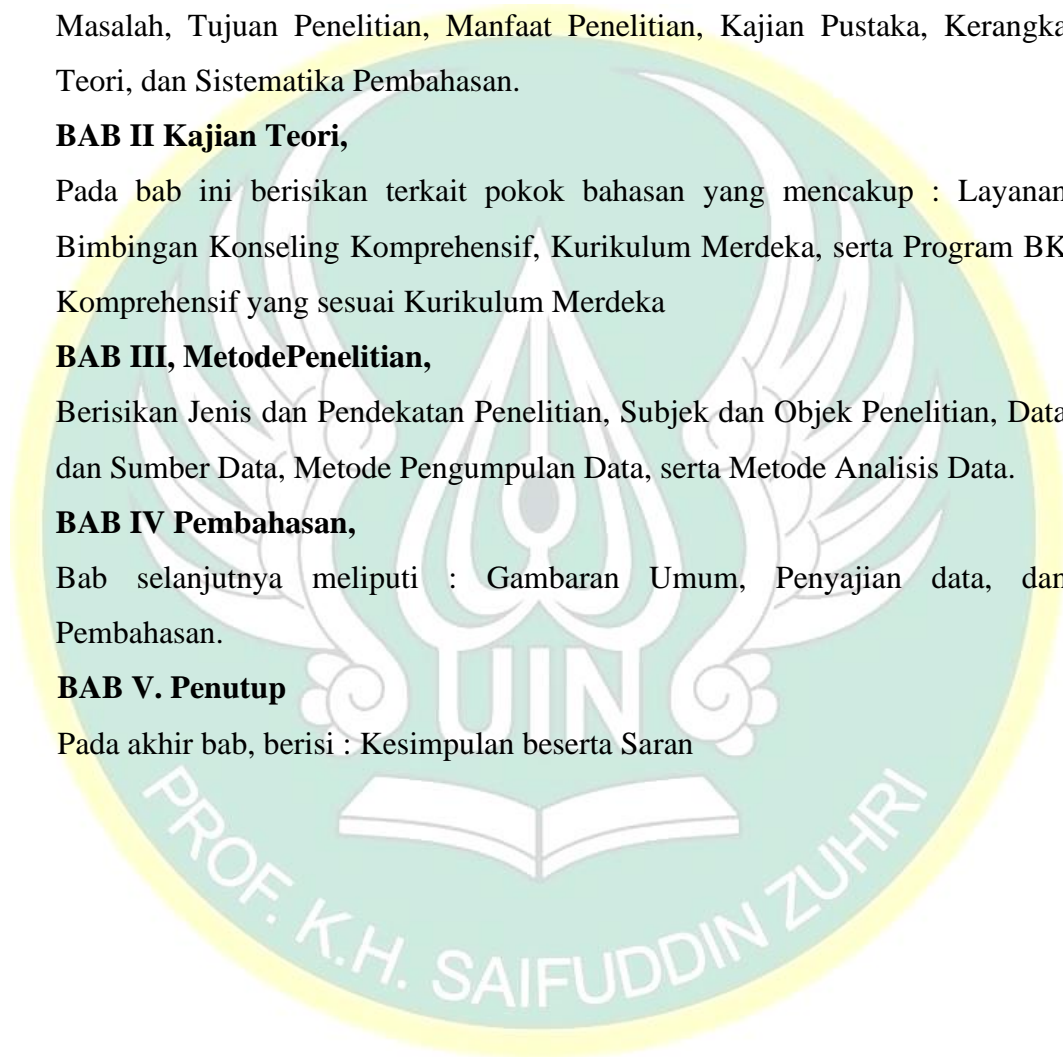 Masalah, Tujuan Penelitian, Manfaat Penelitian, Kajian Pustaka, Kerangka
Teori, dan Sistematika Pembahasan.
BAB II Kajian Teori,
Pada bab ini berisikan terkait pokok bahasan yang mencakup : Layanan
Bimbingan Konseling Komprehensif, Kurikulum Merdeka, serta Program BK
Komprehensif yang sesuai Kurikulum Merdeka
BAB III, MetodePenelitian,
Berisikan Jenis dan Pendekatan Penelitian, Subjek dan Objek Penelitian, Data
dan Sumber Data, Metode Pengumpulan Data, serta Metode Analisis Data.
BAB IV Pembahasan,
Bab selanjutnya meliputi : Gambaran Umum, Penyajian data, dan
Pembahasan.
BAB V. Penutup
Pada akhir bab, berisi : Kesimpulan beserta Saran
UIN
PROF. K.H. SAIFUDDIN ZUHRI